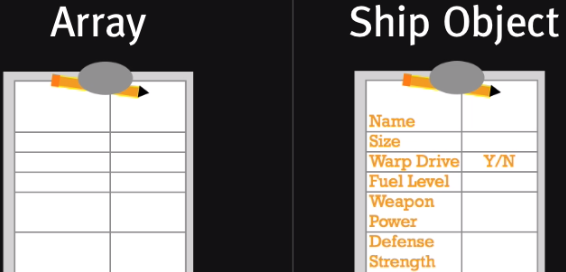 Array
Ship Object
Name
Size
Warp Drive Y/N
Fuel Level
Weapon
Power
Defense
Strength